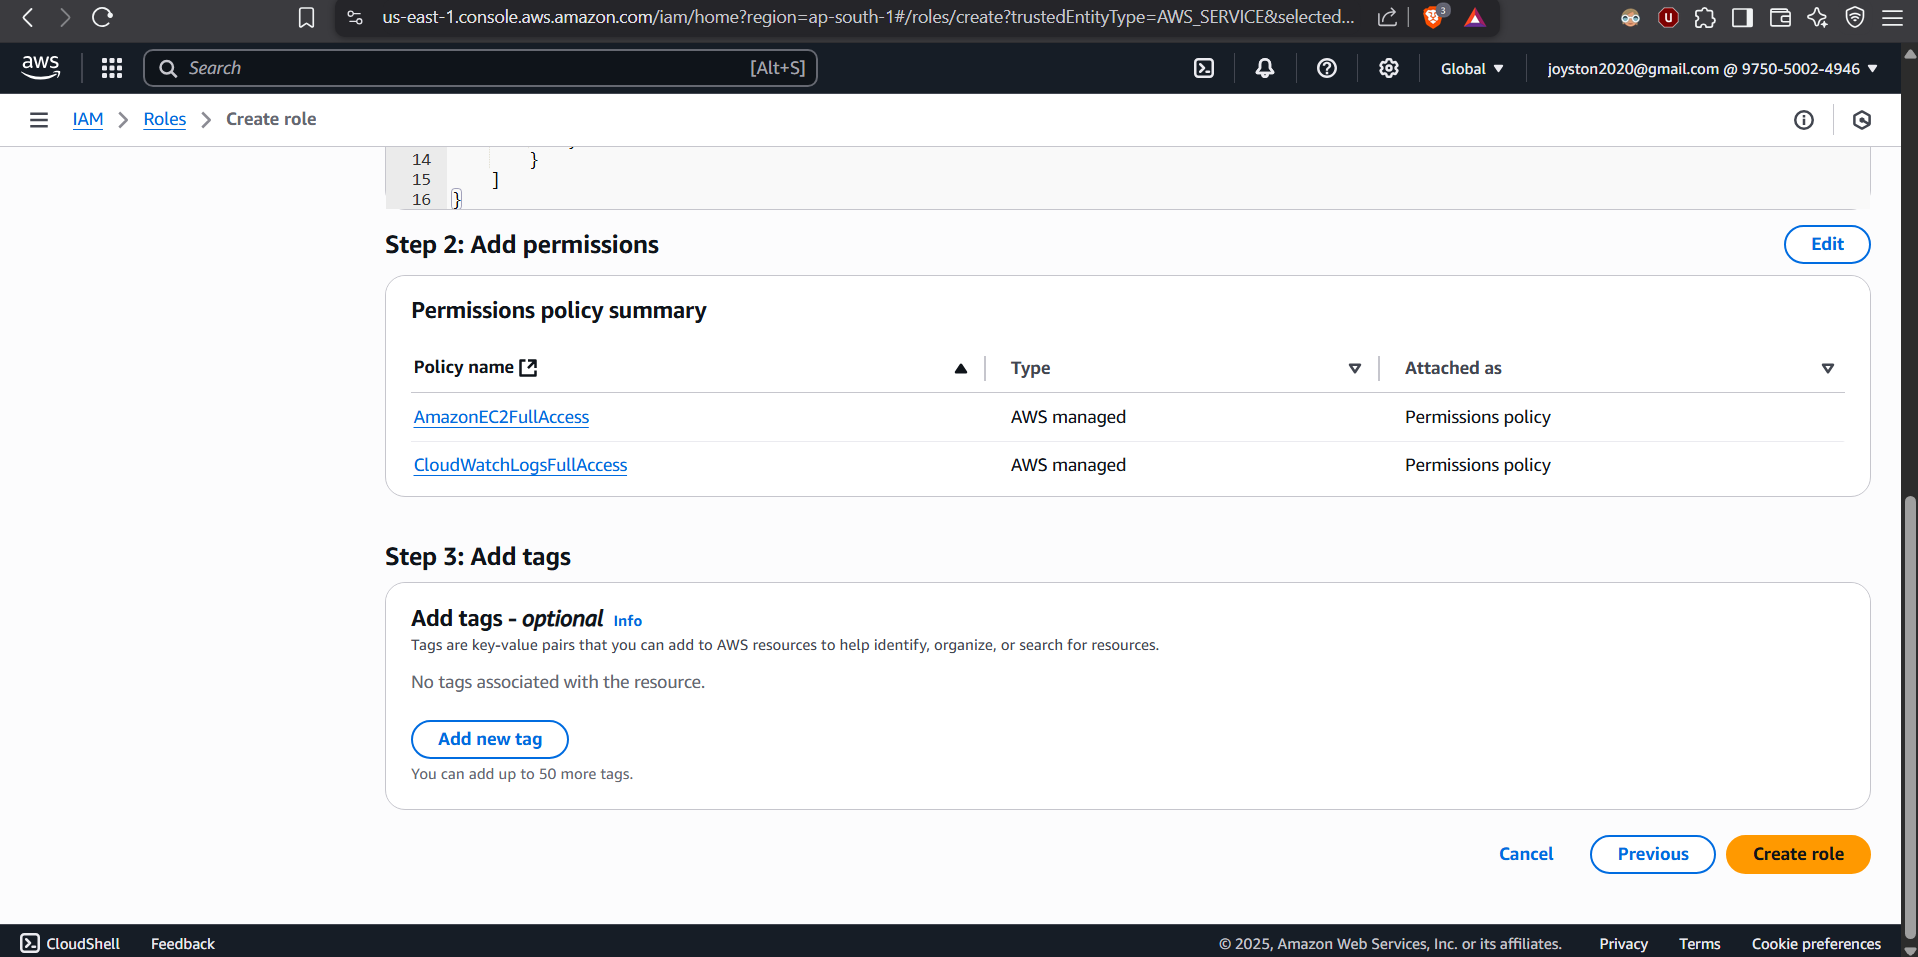 us-east-1.console.aws.amazon.com/iam/home?region=ap-south-1#/roles/create?trustedEntityType=AWS_SERVICE&selected...
3
aws
Search [Alt+S]
Global
joyston2020@gmail.com @ 9750-5002-4946
IAM > Roles > Create role
14 }
15 ]
16 }
Step 2: Add permissions
Edit
Permissions policy summary
Policy name Type Attached as
AmazonEC2FullAccess AWS managed Permissions policy
CloudWatchLogsFullAccess AWS managed Permissions policy
Step 3: Add tags
Add tags - optional Info
Tags are key-value pairs that you can add to AWS resources to help identify, organize, or search for resources.
No tags associated with the resource.
Add new tag
You can add up to 50 more tags.
Cancel Previous Create role
CloudShell Feedback © 2025, Amazon Web Services, Inc. or its affiliates. Privacy Terms Cookie preferences